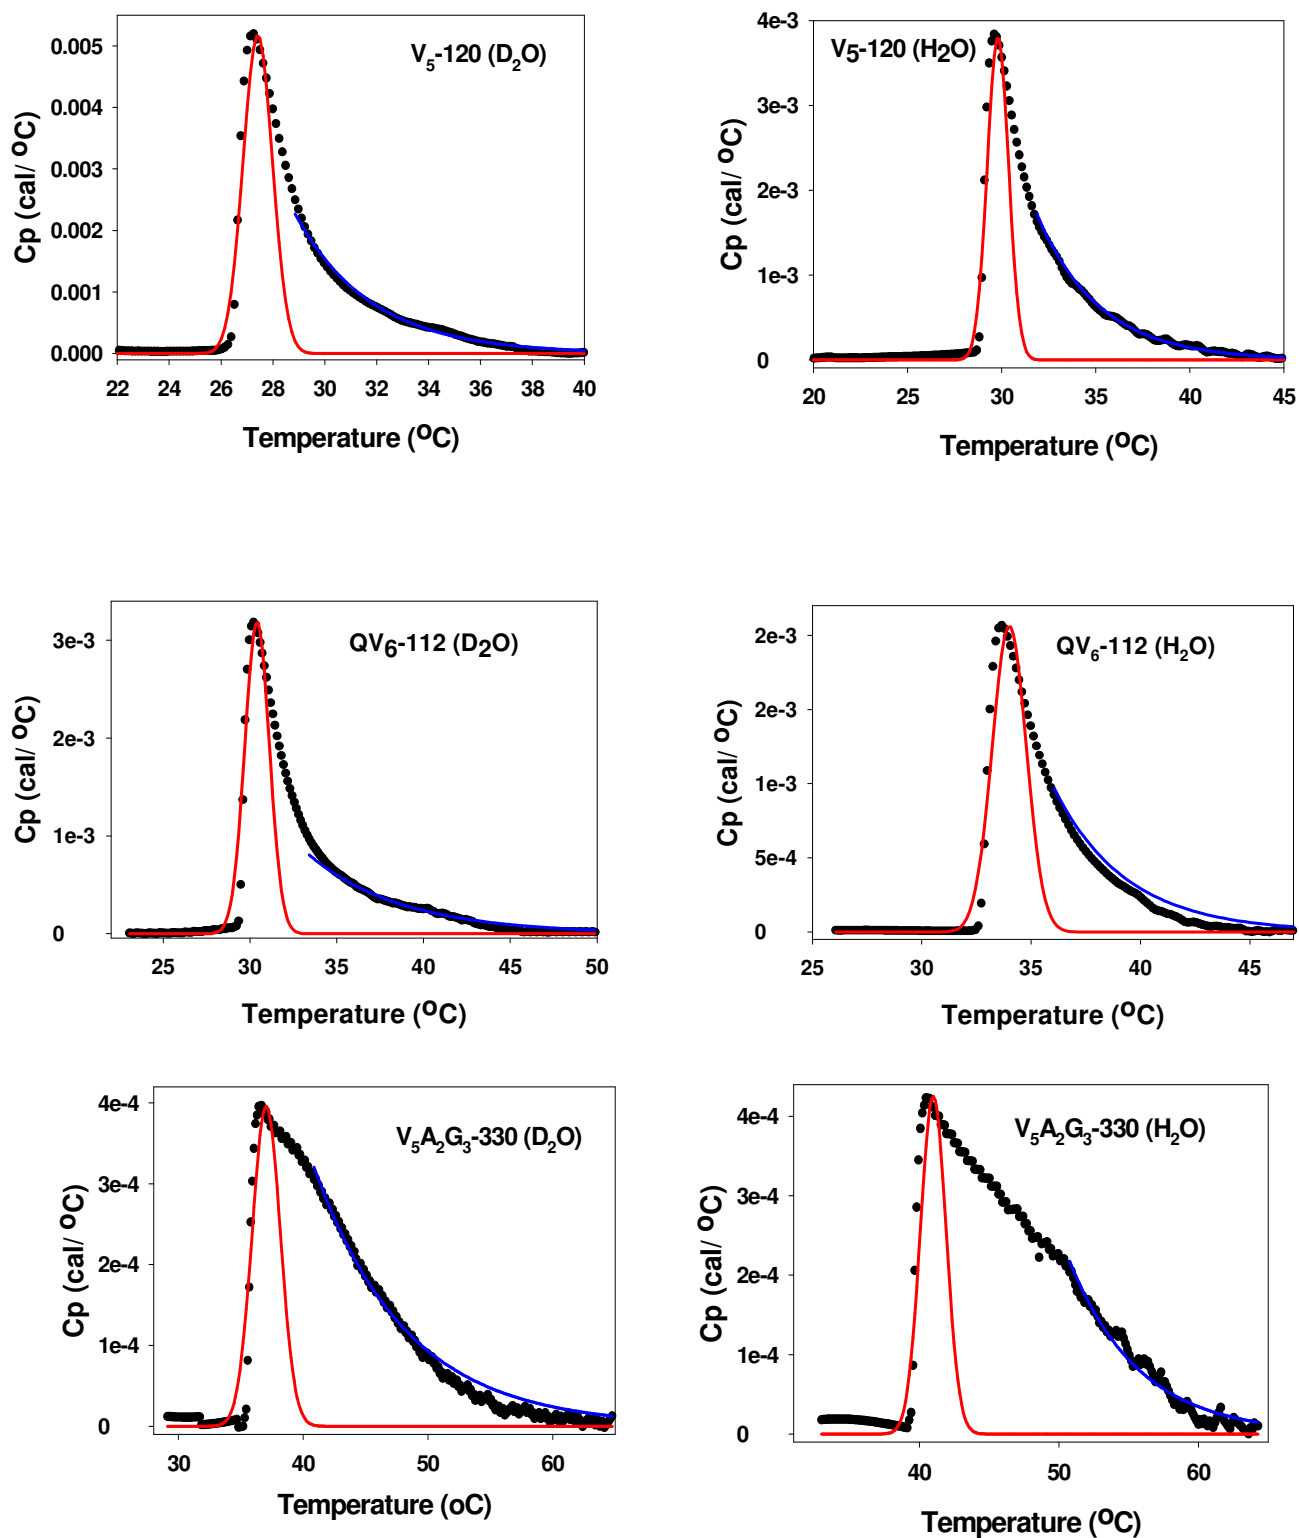 V5-120 (D2O)
Cp (cal/ OC)
0.005
0.004
0.003
0.002
0.001
0.000
22 24 26 28 30 32 34 36 38 40
Temperature (OC)
V5-120 (H2O)
Cp (cal/ OC)
4e-3
3e-3
2e-3
1e-3
0
20 25 30 35 40 45
Temperature (OC)
QV6-112 (D2O)
Cp (cal/ OC)
3e-3
2e-3
1e-3
0
25 30 35 40 45 50
Temperature (OC)
QV6-112 (H2O)
Cp (cal/ OC)
2e-3
2e-3
1e-3
5e-4
0
25 30 35 40 45
Temperature (OC)
V5A2G3-330 (D2O)
Cp (cal/ OC)
4e-4
3e-4
2e-4
1e-4
0
30 40 50 60
Temperature (oC)
V5A2G3-330 (H2O)
Cp (cal/ OC)
4e-4
3e-4
2e-4
1e-4
0
40 50 60
Temperature (OC)